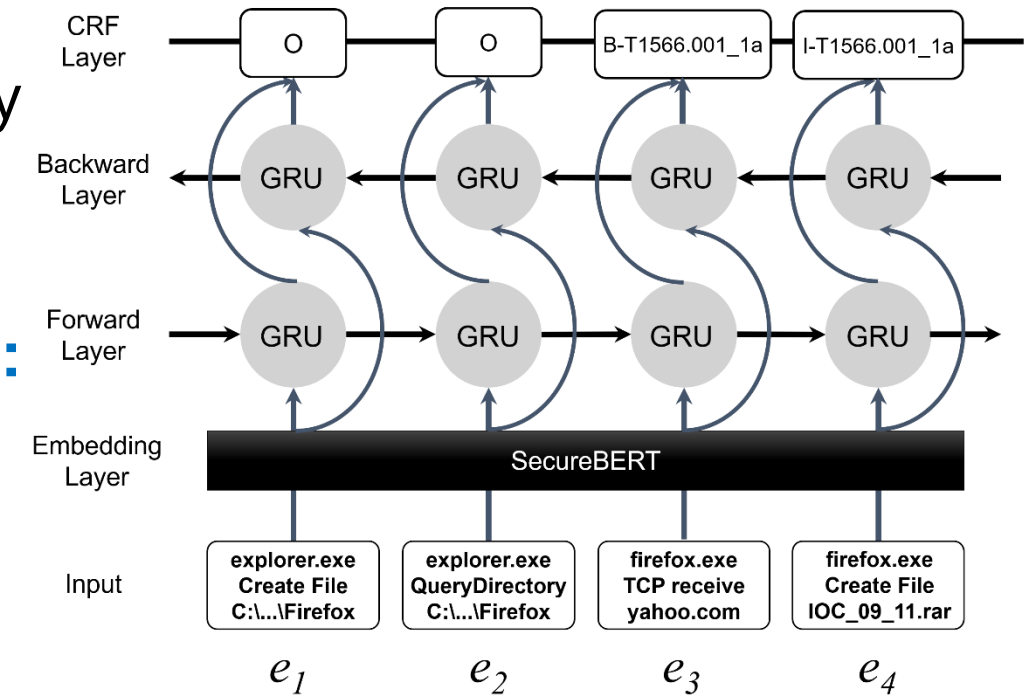 CRF
Layer
O
O
B-T1566.001_1a
I-T1566.001_1a
y
Backward
Layer
GRU
GRU
GRU
GRU
Forward
Layer
:
GRU
GRU
GRU
GRU
Embedding
Layer
SecureBERT
Input
explorer.exe
Create File
C:\...\Firefox
explorer.exe
QueryDirectory
C:\...\Firefox
firefox.exe
TCP receive
yahoo.com
firefox.exe
Create File
IOC_09_11.rar
e1
e2
e3
e4